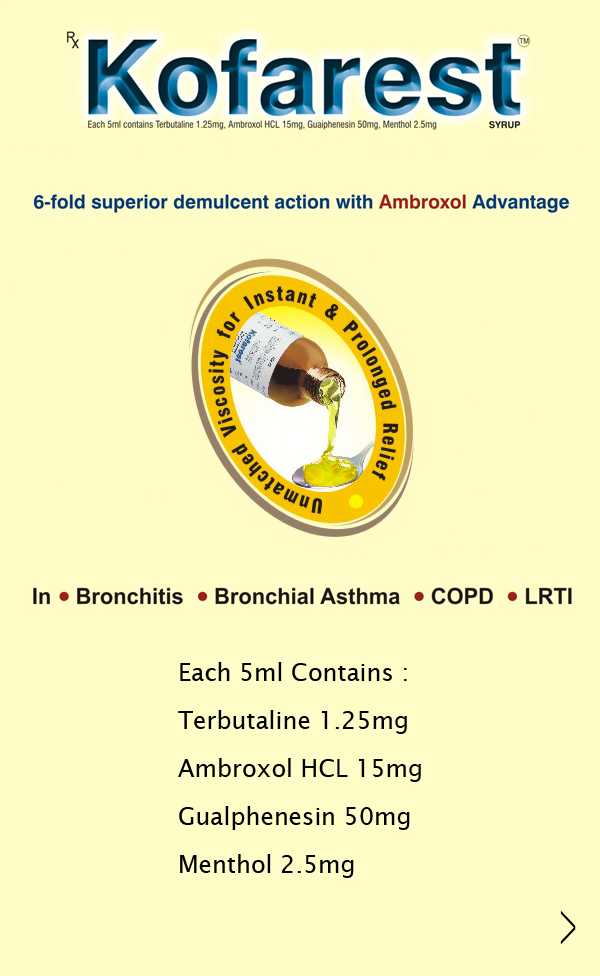 Rx
Kofarest TM
Each 5ml contains Terbutaline 1.25mg, Ambroxol HCL 15mg, Guaiphenesin 50mg, Menthol 2.5mg
SYRUP
6-fold superior demulcent action with Ambroxol Advantage
Unmatched Viscosity for Instant & Prolonged Relief
Kofarest
In • Bronchitis • Bronchial Asthma • COPD • LRTI
Each 5ml Contains :
Terbutaline 1.25mg
Ambroxol HCL 15mg
Gualphenesin 50mg
Menthol 2.5mg